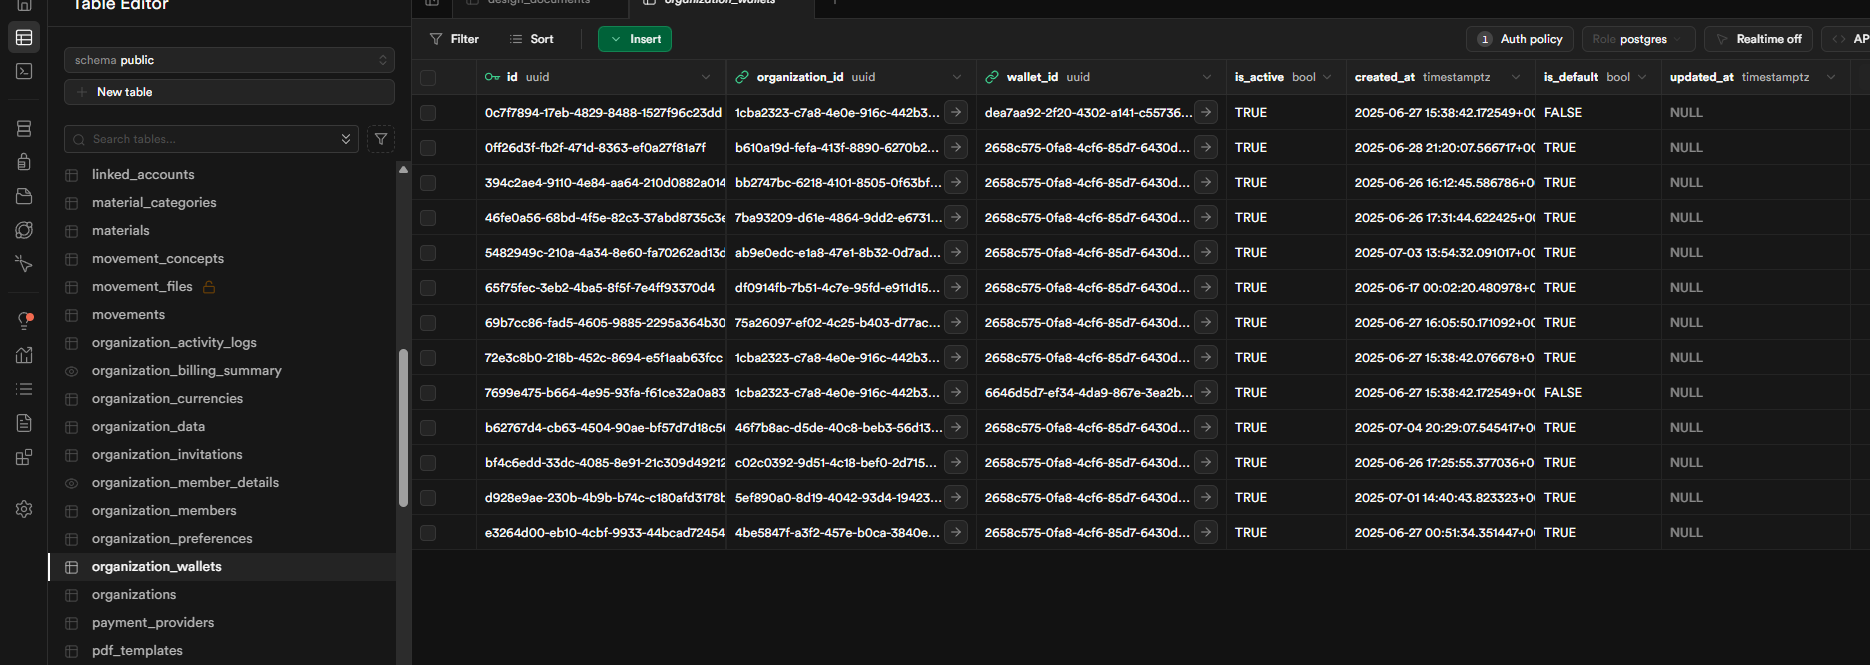 Table Editor
design_documents
organization_wallets
schema public
New table
Search tables...
linked_accounts
material_categories
materials
movement_concepts
movement_files
movements
organization_activity_logs
organization_billing_summary
organization_currencies
organization_data
organization_invitations
organization_member_details
organization_members
organization_preferences
organization_wallets
organizations
payment_providers
pdf_templates
Filter Sort Insert 1 Auth policy Role postgres Realtime off AP
id uuid organization_id uuid wallet_id uuid is_active bool created_at timestamptz is_default bool updated_at timestamptz
0c7f7894-17eb-4829-8488-1527f96c23dd 1cba2323-c7a8-4e0e-916c-442b3... dea7aa92-2f20-4302-a141-c55736... TRUE 2025-06-27 15:38:42.172549+00 FALSE NULL
0ff26d3f-fb2f-471d-8363-ef0a27f81a7f b610a19d-fefa-413f-8890-6270b2... 2658c575-0fa8-4cf6-85d7-6430d... TRUE 2025-06-28 21:20:07.566717+00 TRUE NULL
394c2ae4-9110-4e84-aa64-210d0882a014 bb2747bc-6218-4101-8505-0f63bf... 2658c575-0fa8-4cf6-85d7-6430d... TRUE 2025-06-26 16:12:45.586786+0 TRUE NULL
46fe0a56-68bd-4f5e-82c3-37abd8735c3e 7ba93209-d61e-4864-9dd2-e6731... 2658c575-0fa8-4cf6-85d7-6430d... TRUE 2025-06-26 17:31:44.622425+00 TRUE NULL
5482949c-210a-4a34-8e60-fa70262ad13d ab9e0edc-e1a8-47e1-8b32-0d7ad... 2658c575-0fa8-4cf6-85d7-6430d... TRUE 2025-07-03 13:54:32.091017+00 TRUE NULL
65f75fec-3eb2-4ba5-8f5f-7e4ff93370d4 df0914fb-7b51-4c7e-95fd-e911d15... 2658c575-0fa8-4cf6-85d7-6430d... TRUE 2025-06-17 00:02:20.480978+0 TRUE NULL
69b7cc86-fad5-4605-9885-2295a364b30 75a26097-ef02-4c25-b403-d77ac... 2658c575-0fa8-4cf6-85d7-6430d... TRUE 2025-06-27 16:05:50.171092+00 TRUE NULL
72e3c8b0-218b-452c-8694-e5f1aab63fcc 1cba2323-c7a8-4e0e-916c-442b3... 2658c575-0fa8-4cf6-85d7-6430d... TRUE 2025-06-27 15:38:42.076678+0 TRUE NULL
7699e475-b664-4e95-93fa-f61ce32a0a83 1cba2323-c7a8-4e0e-916c-442b3... 6646d5d7-ef34-4da9-867e-3ea2b... TRUE 2025-06-27 15:38:42.172549+00 FALSE NULL
b62767d4-cb63-4504-90ae-bf57d7d18c5 46f7b8ac-d5de-40c8-beb3-56d13... 2658c575-0fa8-4cf6-85d7-6430d... TRUE 2025-07-04 20:29:07.545417+0 TRUE NULL
bf4c6edd-33dc-4085-8e91-21c309d49212 c02c0392-9d51-4c18-bef0-2d715... 2658c575-0fa8-4cf6-85d7-6430d... TRUE 2025-06-26 17:25:55.377036+0 TRUE NULL
d928e9ae-230b-4b9b-b74c-c180afd3178b 5ef890a0-8d19-4042-93d4-19423... 2658c575-0fa8-4cf6-85d7-6430d... TRUE 2025-07-01 14:40:43.823323+0 TRUE NULL
e3264d00-eb10-4cbf-9933-44bcad72454 4be5847f-a3f2-457e-b0ca-3840e... 2658c575-0fa8-4cf6-85d7-6430d... TRUE 2025-06-27 00:51:34.351447+0 TRUE NULL